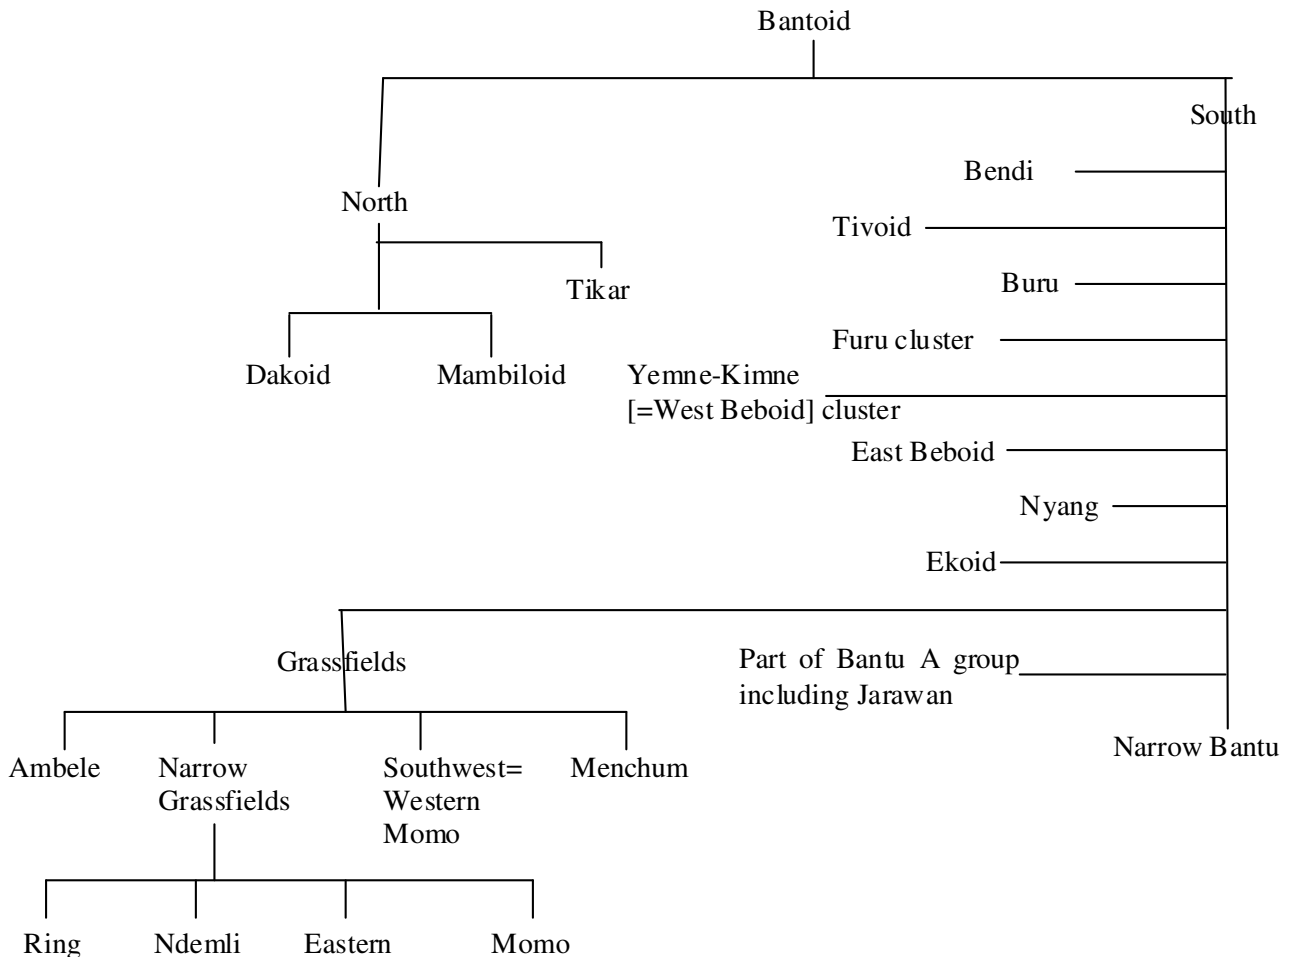 Bantoid
South
Bendi
North
Tivoid
Buru
Tikar
Furu cluster
Dakoid
Mambiloid
Yemne-Kimne
[=West Beboid] cluster
East Beboid
Nyang
Ekoid
Grassfields
Part of Bantu A group
including Jarawan
Narrow Bantu
Ambele
Narrow
Grassfields
Southwest=
Western
Momo
Menchum
Ring
Ndemli
Eastern
Momo